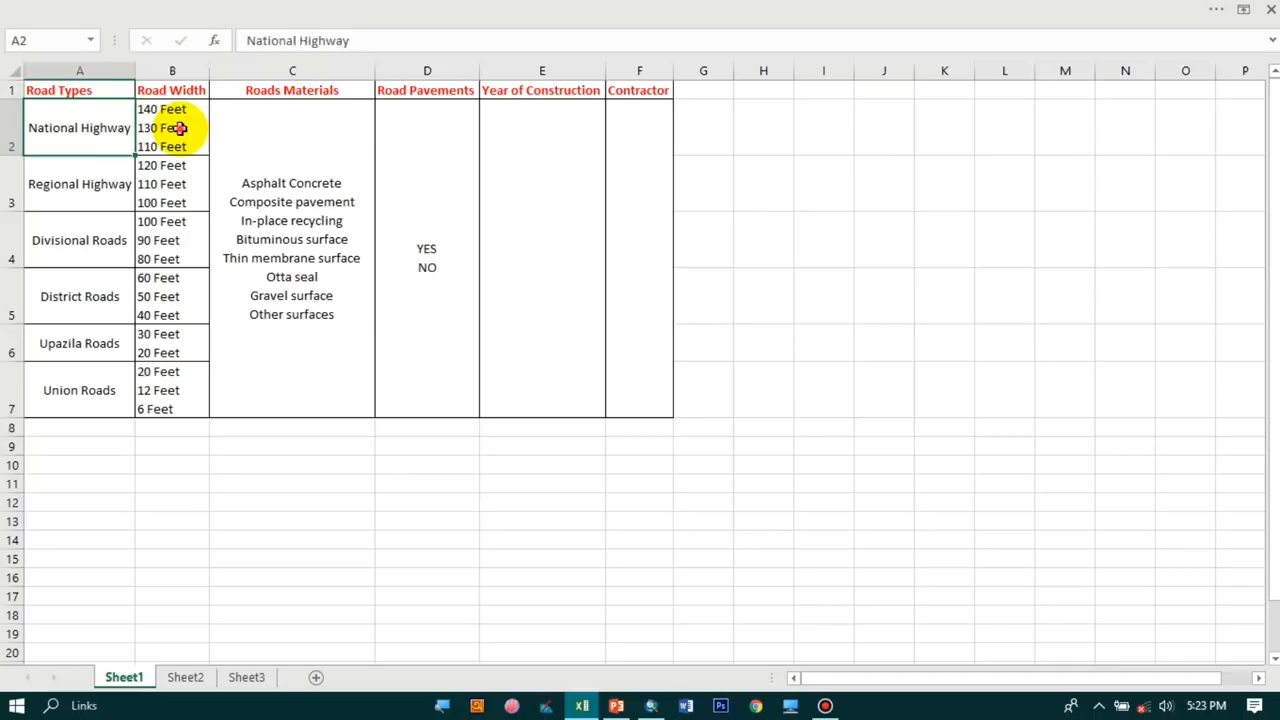 A2
fx
National Highway
A B C D E F G H I J K L M N O P
1 Road Types Road Width Roads Materials Road Pavements Year of Construction Contractor
2 National Highway
140 Feet
130 Feet
110 Feet
3 Regional Highway
120 Feet
110 Feet
100 Feet
4 Divisional Roads
100 Feet
90 Feet
80 Feet
5 District Roads
60 Feet
50 Feet
40 Feet
6 Upazila Roads
30 Feet
20 Feet
7 Union Roads
20 Feet
12 Feet
6 Feet
Asphalt Concrete
Composite pavement
In-place recycling
Bituminous surface
Thin membrane surface
Otta seal
Gravel surface
Other surfaces
YES
NO
8
9
10
11
12
13
14
15
16
17
18
19
20
Sheet1 Sheet2 Sheet3
Links 5:23 PM